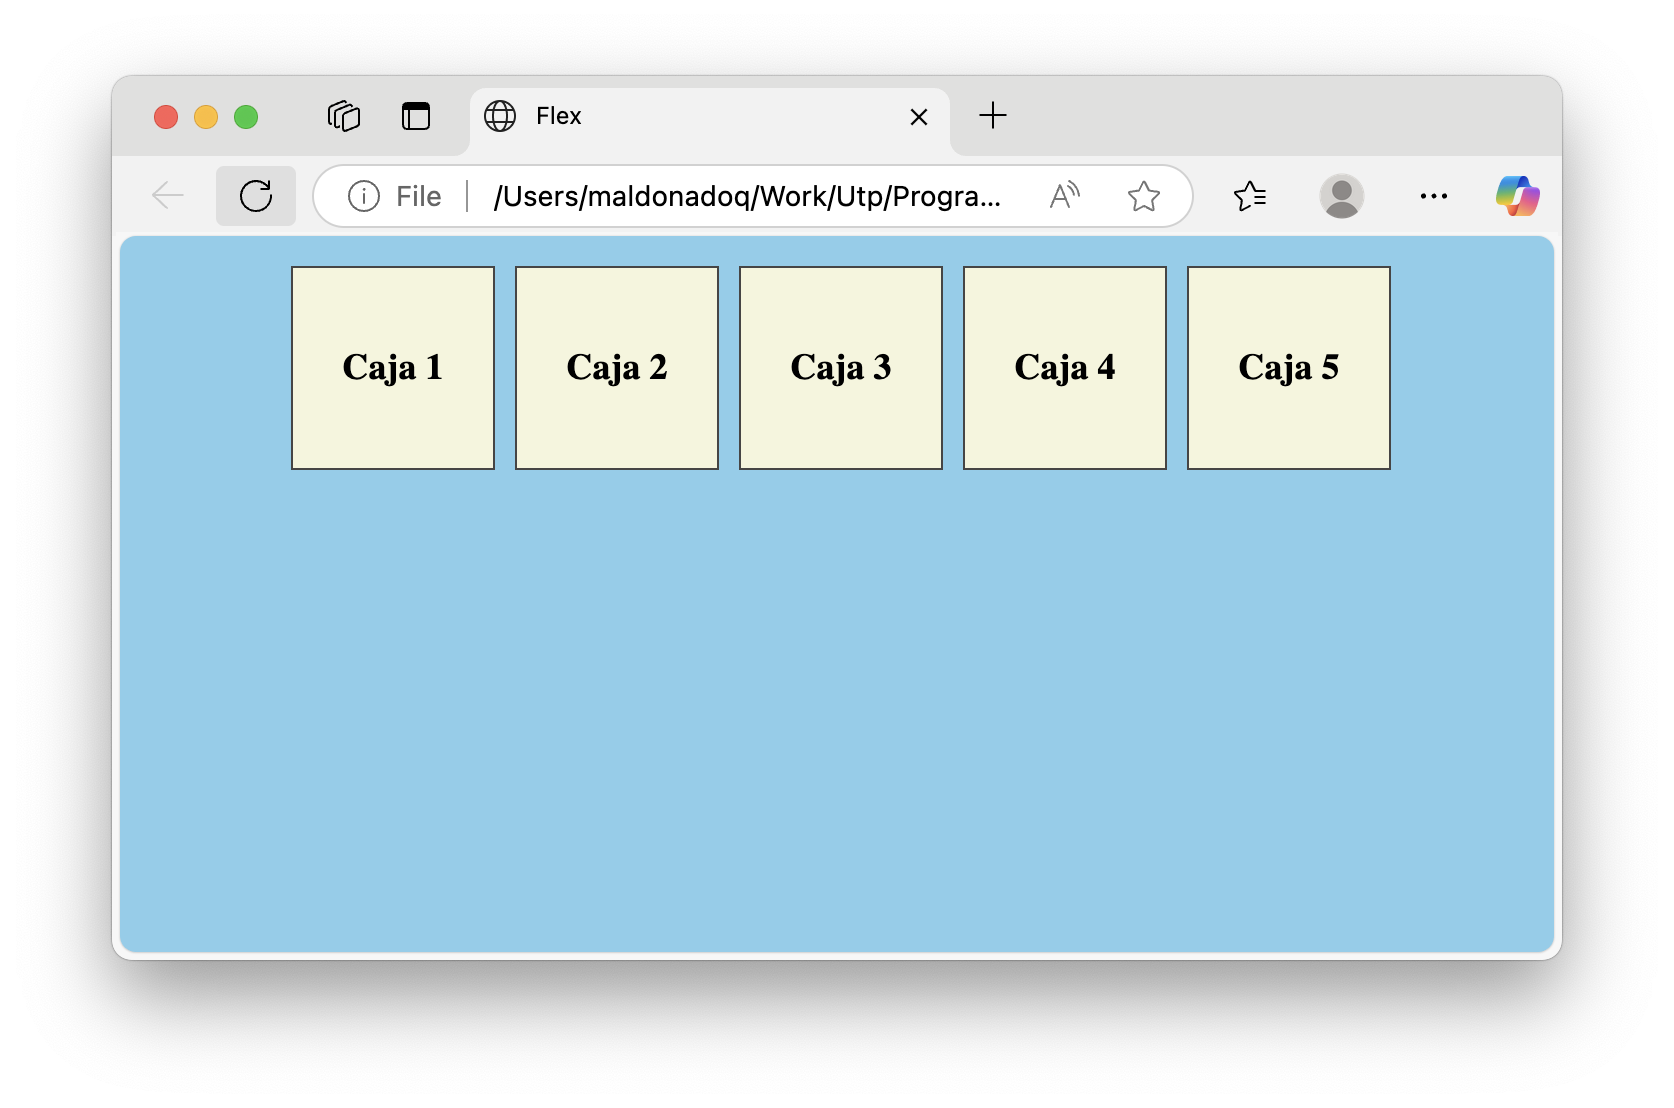 Flex
File
/Users/maldonadoq/Work/Utp/Progra...
Caja 1
Caja 2
Caja 3
Caja 4
Caja 5